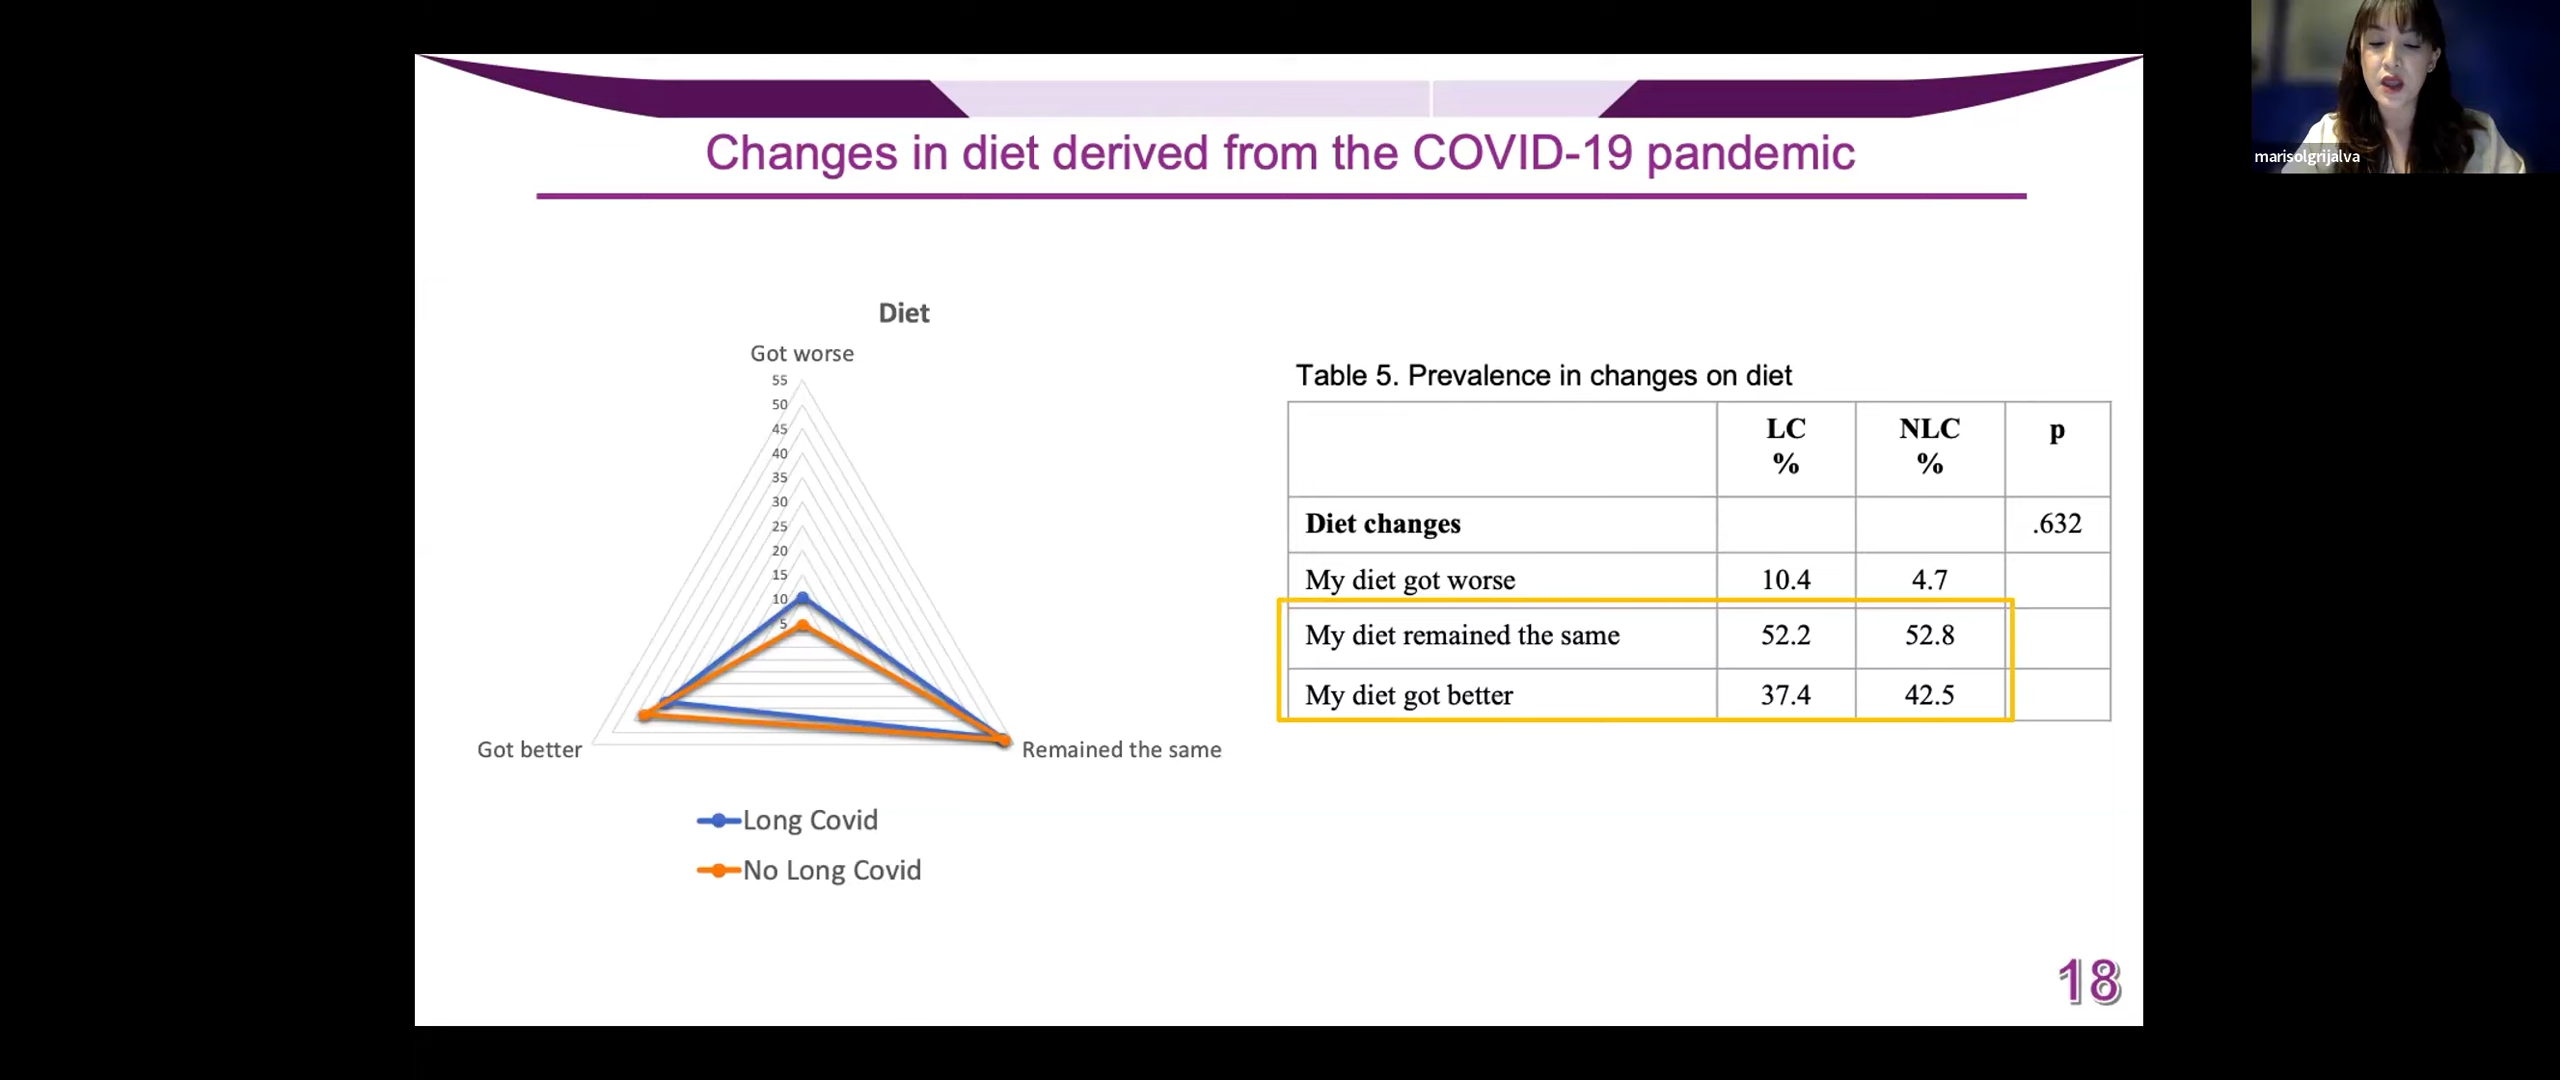 marisolgrijalva
Changes in diet derived from the COVID-19 pandemic
Diet
Got worse
55
50
45
40
35
30
25
20
15
10
5
Got better
Remained the same
Long Covid
No Long Covid
Table 5. Prevalence in changes on diet
LC % NLC % p
Diet changes .632
My diet got worse 10.4 4.7
My diet remained the same 52.2 52.8
My diet got better 37.4 42.5
18